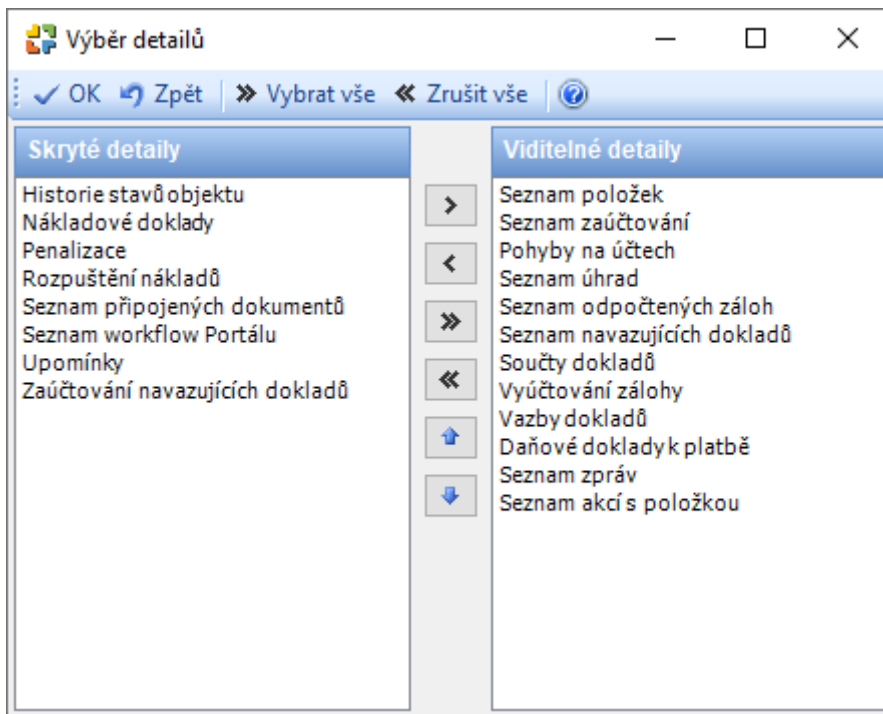 Výběr detailů
OK Zpět Vybrat vše Zrušit vše
Skryté detaily
Historie stavů objektu
Nákladové doklady
Penalizace
Rozpuštění nákladů
Seznam připojených dokumentů
Seznam workflow Portálu
Upomínky
Zaúčtování navazujících dokladů
Viditelné detaily
Seznam položek
Seznam zaúčtování
Pohyby na účtech
Seznam úhrad
Seznam odpočtených záloh
Seznam navazujících dokladů
Součty dokladů
Vyúčtování zálohy
Vazby dokladů
Daňové doklady k platbě
Seznam zpráv
Seznam akcí s položkou